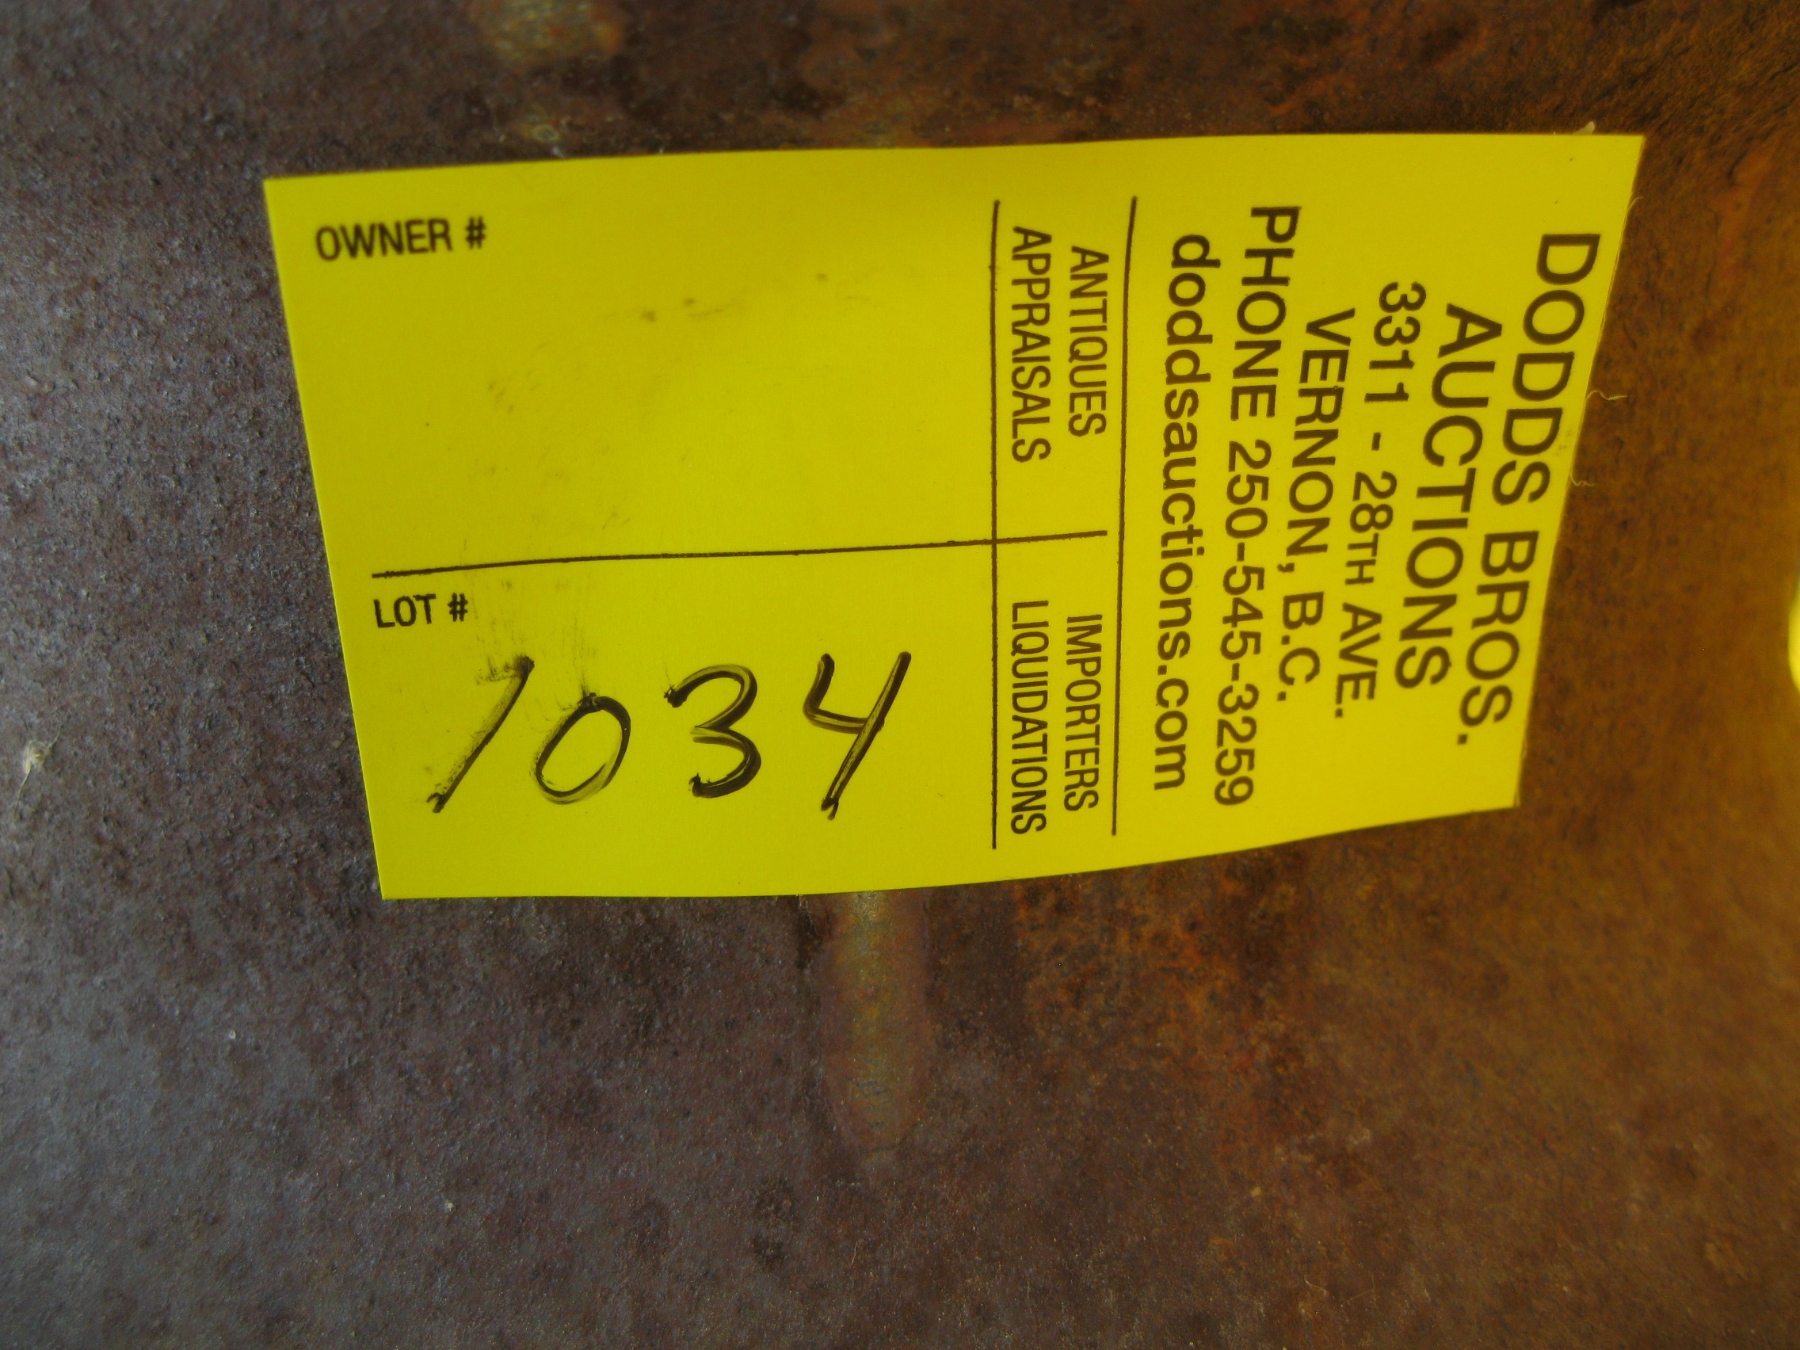 DODDS BROS.
AUCTIONS
3311 - 28TH AVE.
VERNON, B.C.
PHONE 250-545-3259
doddsauctions.com
ANTIQUES IMPORTERS
APPRAISALS LIQUIDATIONS
OWNER #
LOT #
1034